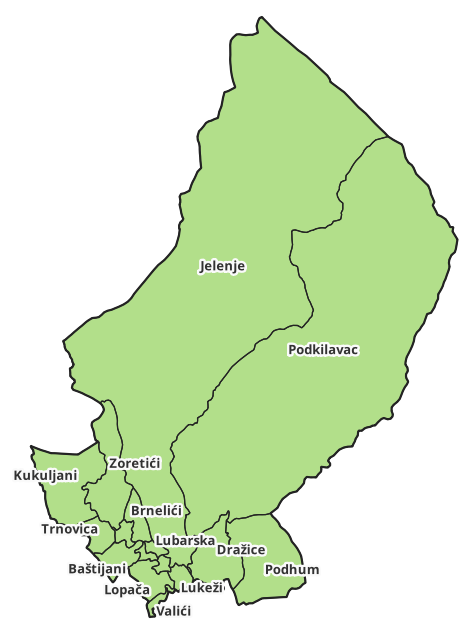 Jelenje
Podkilavac
Zoretići
Kukuljani
Brnelići
Trnovica
Lubarska
Dražice
Baštijani
Podhum
Lopača
Lukeži
Valići